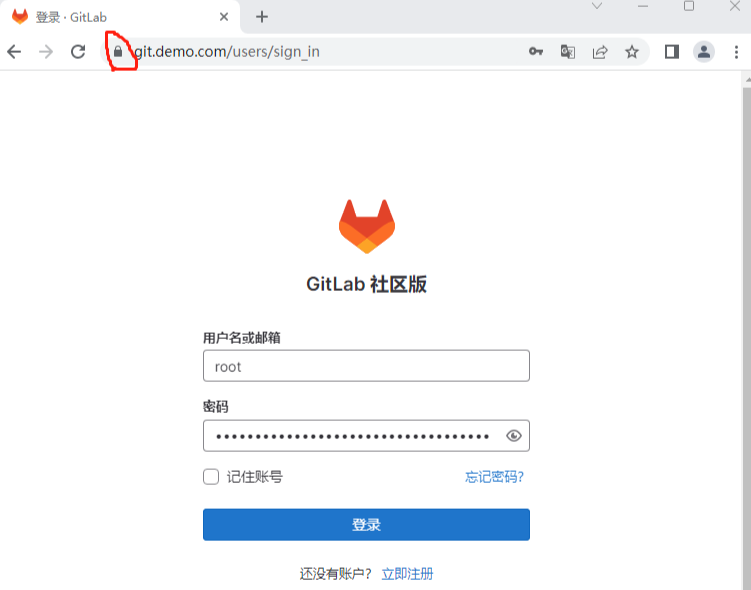 登录 · GitLab
git.demo.com/users/sign_in
GitLab 社区版
用户名或邮箱
root
密码
记住账号 忘记密码?
登录
还没有账户? 立即注册